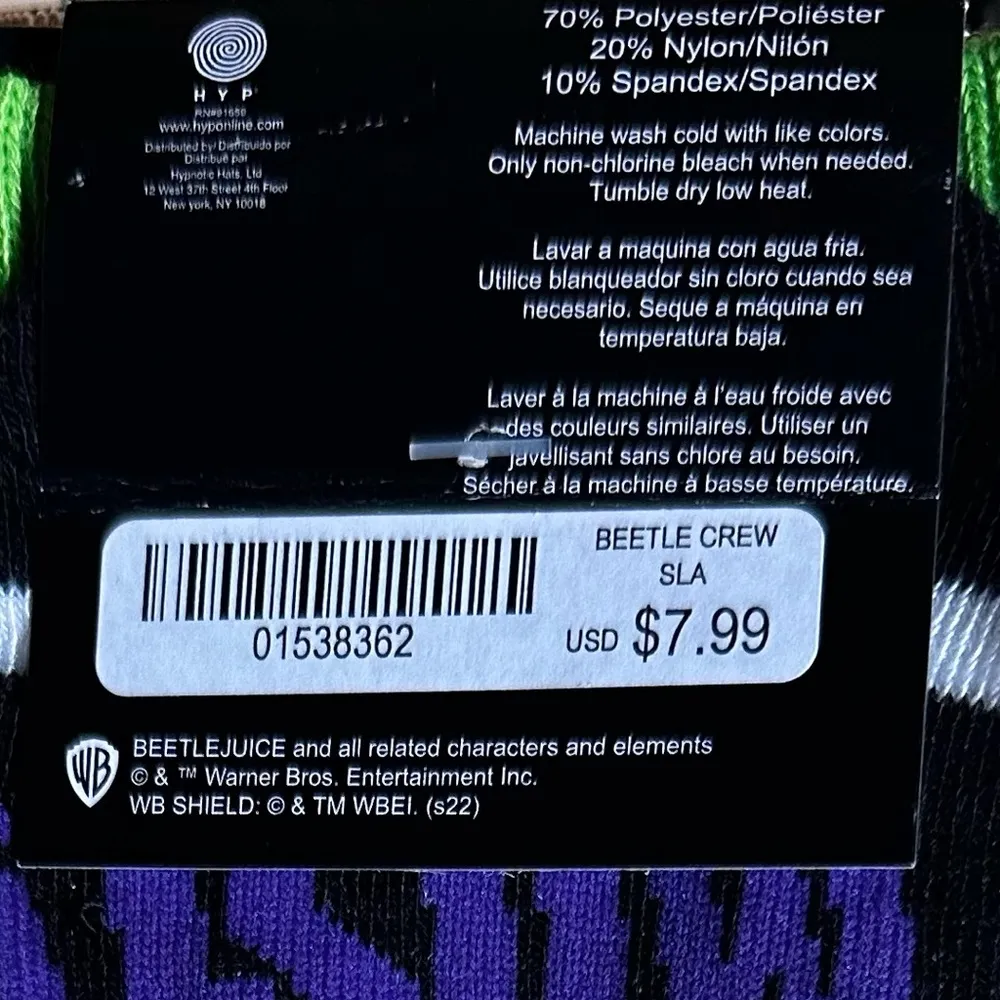 HYP
RN#91650
www.hyponline.com
Distributed by/ Distribuido por
Distribué pat
Hypnotic Hats, Ltd
12 West 37th Street 4th Floor
New york, NY 10018
70% Polyester/Poliéster
20% Nylon/Nilón
10% Spandex/Spandex
Machine wash cold with like colors.
Only non-chlorine bleach when needed.
Tumble dry low heat.
Lavar a maquina con agua fria.
Utilice blanqueador sin cloro cuando sea
necesario. Seque a máquina en
temperatura baja.
Laver à la machine à l'eau froide avec
des couleurs similaires. Utiliser un
javellisant sans chlore au besoin.
Sécher à la machine à basse température.
01538362
BEETLE CREW
SLA
USD $7.99
WB
BEETLEJUICE and all related characters and elements
© & ™ Warner Bros. Entertainment Inc.
WB SHIELD: © & TM WBEI. (s22)